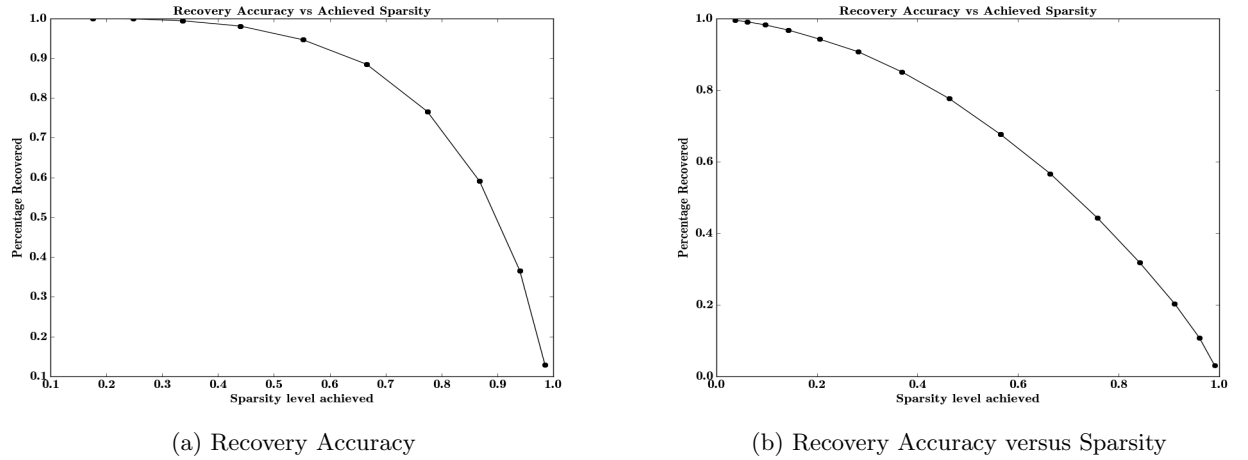 Recovery Accuracy vs Achieved Sparsity
1.0
0.9
0.8
0.7
0.6
0.5
0.4
0.3
0.2
0.1
Percentage Recovered
0.1 0.2 0.3 0.4 0.5 0.6 0.7 0.8 0.9 1.0
Sparsity level achieved
(a) Recovery Accuracy
Recovery Accuracy vs Achieved Sparsity
1.0
0.8
0.6
0.4
0.2
0.0
Percentage Recovered
0.0 0.2 0.4 0.6 0.8 1.0
Sparsity level achieved
(b) Recovery Accuracy versus Sparsity